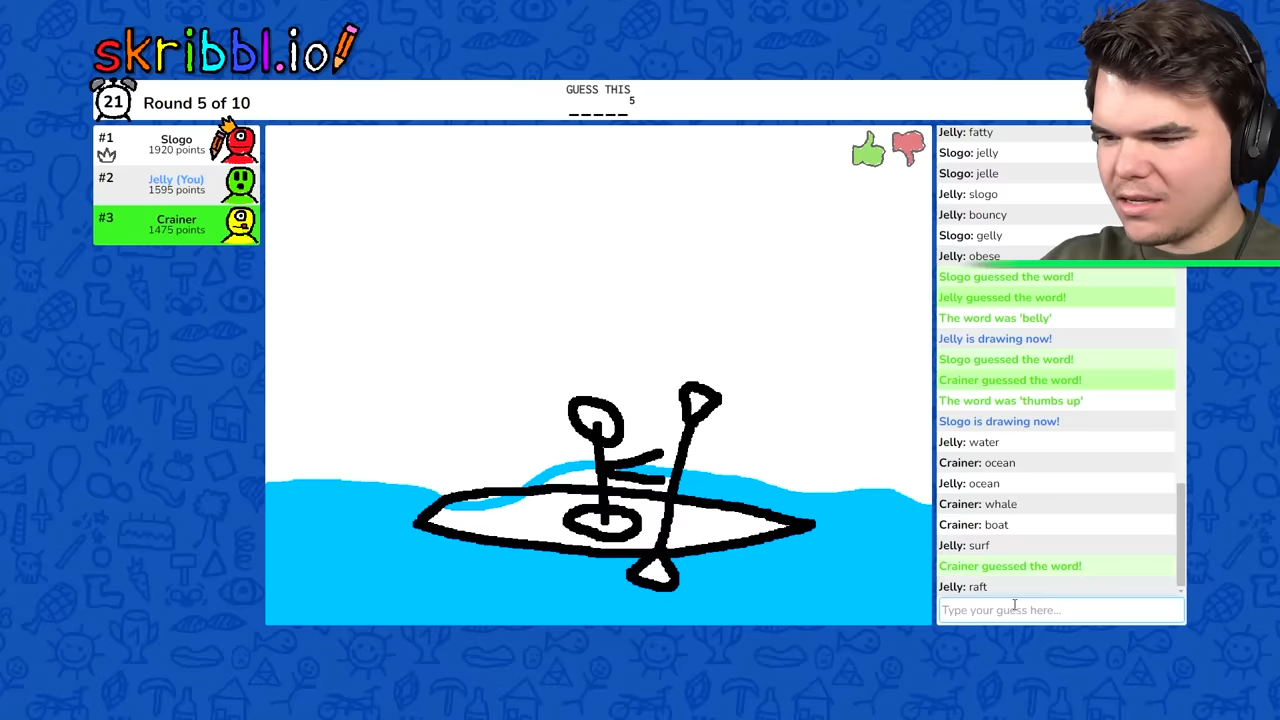 skribbl.io
21
Round 5 of 10
GUESS THIS
_____ 5
#1
Slogo
1920 points
#2
Jelly (You)
1595 points
#3
Crainer
1475 points
Jelly: fatty
Slogo: jelly
Slogo: jelle
Jelly: slogo
Jelly: bouncy
Slogo: gelly
Jelly: obese
Slogo guessed the word!
Jelly guessed the word!
The word was 'belly'
Jelly is drawing now!
Slogo guessed the word!
Crainer guessed the word!
The word was 'thumbs up'
Slogo is drawing now!
Jelly: water
Crainer: ocean
Jelly: ocean
Crainer: whale
Crainer: boat
Jelly: surf
Crainer guessed the word!
Jelly: raft
Type your guess here...